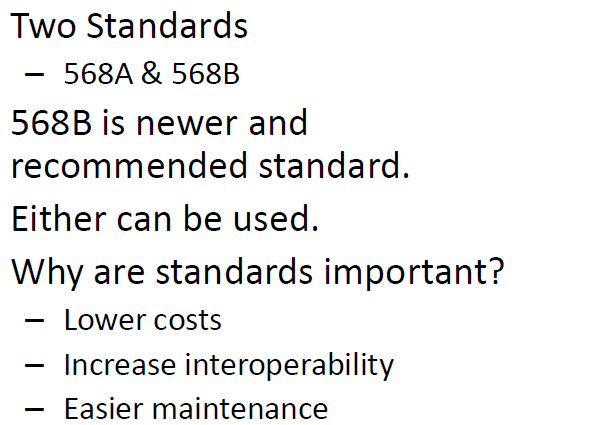 Two Standards
– 568A & 568B
568B is newer and
recommended standard.
Either can be used.
Why are standards important?
– Lower costs
– Increase interoperability
– Easier maintenance